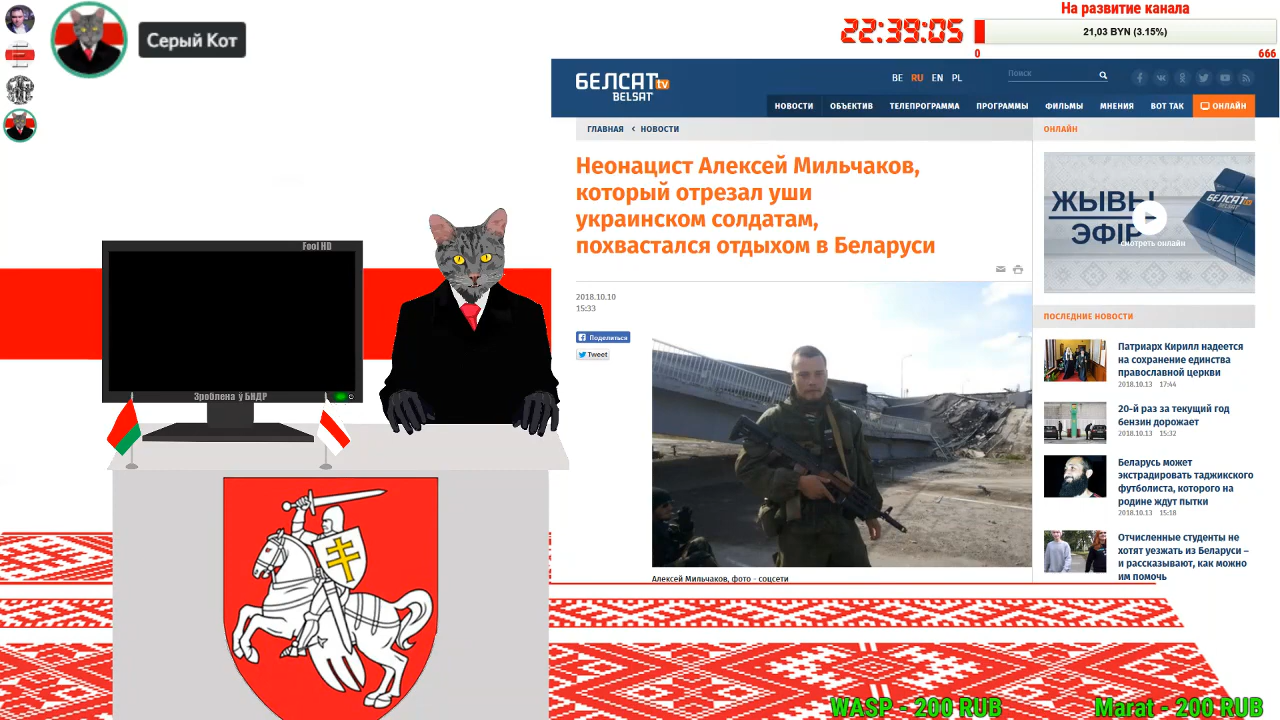 Серый Кот
22:39:05
На развитие канала
21,03 BYN (3.15%)
0
666
БЕЛСАТ tv
BELSAT
BE RU EN PL
Поиск
НОВОСТИ ОБЪЕКТИВ ТЕЛЕПРОГРАММА ПРОГРАММЫ ФИЛЬМЫ МНЕНИЯ ВОТ ТАК ОНЛАЙН
ГЛАВНАЯ < НОВОСТИ
Неонацист Алексей Мильчаков,
который отрезал уши
украинском солдатам,
похвастался отдыхом в Беларуси
2018.10.10
15:33
Поделиться
Tweet
Алексей Мильчаков, фото - соцсети
ОНЛАЙН
ЖЫВЫ
ЭФІР
БЕЛСАТ
BELSAT
смотреть онлайн
ПОСЛЕДНИЕ НОВОСТИ
Патриарх Кирилл надеется
на сохранение единства
православной церкви
2018.10.13 17:44
20-й раз за текущий год
бензин дорожает
2018.10.13 15:32
Беларусь может
экстрадировать таджикского
футболиста, которого на
родине ждут пытки
2018.10.13 15:18
Отчисленные студенты не
хотят уезжать из Беларуси –
и рассказывают, как можно
им помочь
Fool HD
Зроблена ў БНДР
WASP - 200 RUB
Marat - 200 RUB